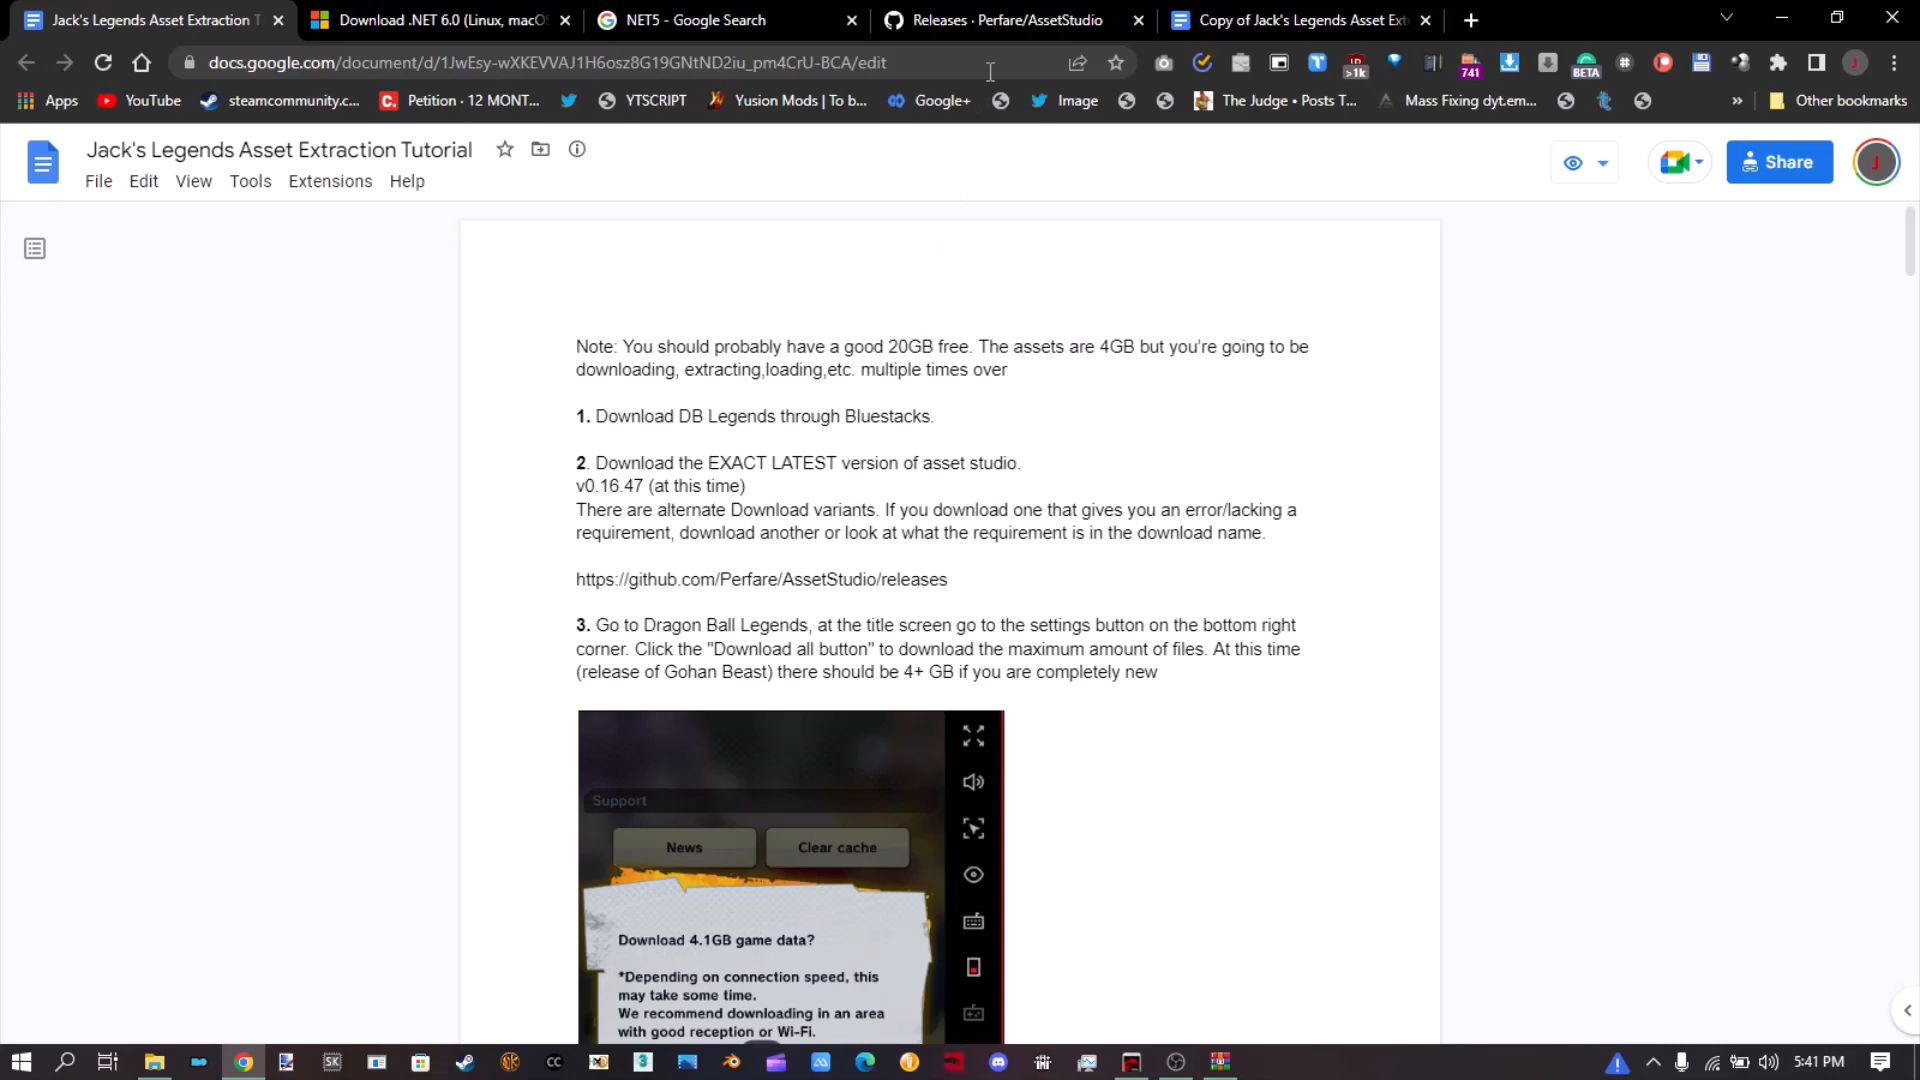 Jack's Legends Asset Extraction T
Download .NET 6.0 (Linux, macOS
NET5 - Google Search
Releases · Perfare/AssetStudio
Copy of Jack's Legends Asset Ext
docs.google.com/document/d/1JwEsy-wXKEVVAJ1H6osz8G19GNtND2iu_pm4CrU-BCA/edit
>1k
741
BETA
J
Apps
YouTube
steamcommunity.c...
Petition · 12 MONT...
YTSCRIPT
Yusion Mods | To b...
Google+
Image
The Judge • Posts T...
Mass Fixing dyt.em...
»
Other bookmarks
Jack's Legends Asset Extraction Tutorial
File Edit View Tools Extensions Help
Share
J
Note: You should probably have a good 20GB free. The assets are 4GB but you’re going to be
downloading, extracting,loading,etc. multiple times over
1. Download DB Legends through Bluestacks.
2. Download the EXACT LATEST version of asset studio.
v0.16.47 (at this time)
There are alternate Download variants. If you download one that gives you an error/lacking a
requirement, download another or look at what the requirement is in the download name.
https://github.com/Perfare/AssetStudio/releases
3. Go to Dragon Ball Legends, at the title screen go to the settings button on the bottom right
corner. Click the "Download all button" to download the maximum amount of files. At this time
(release of Gohan Beast) there should be 4+ GB if you are completely new
Support
News
Clear cache
Download 4.1GB game data?
*Depending on connection speed, this
may take some time.
We recommend downloading in an area
with good reception or Wi-Fi.
SK
CC
3
5:41 PM